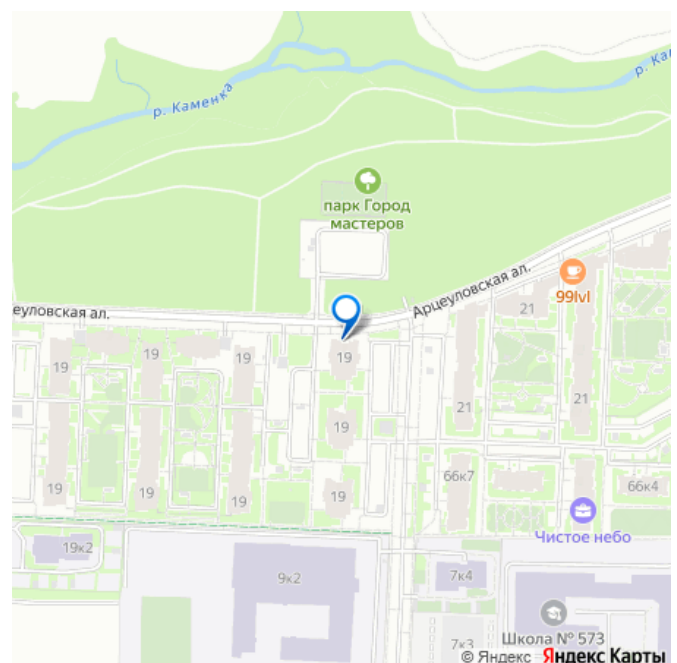 р. Каменка
р. Ка
парк Город
мастеров
Арцеуловская ал.
99lvl
еуловская ал.
21
19
19
19
19
21
21
19
66к7
66к4
19
19
19
19
Чистое небо
19к2
9к2
7к4
Школа № 573
7к3
© Яндекс Яндекс Карты